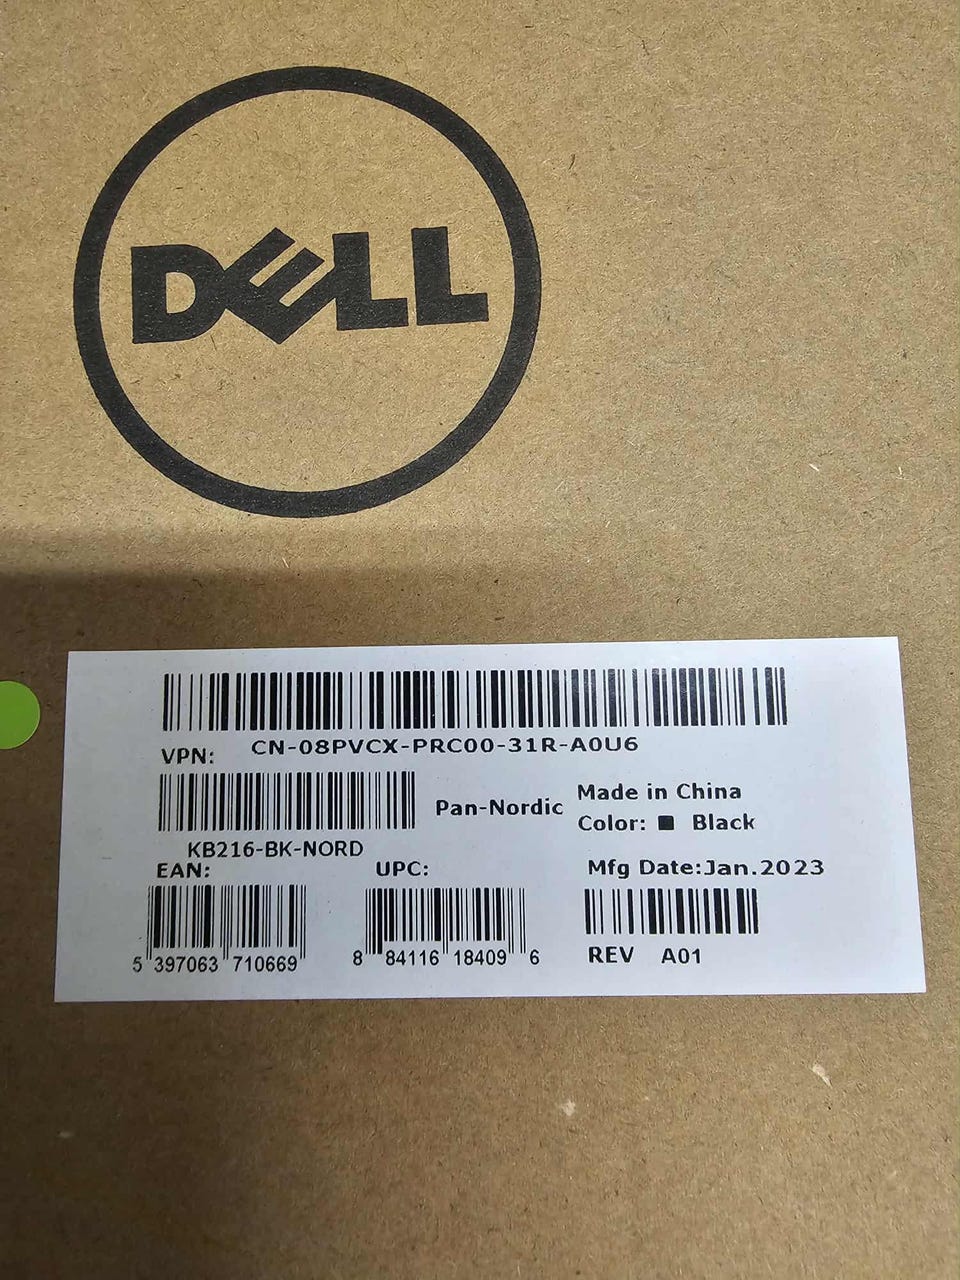 DELL
CN-08PVCX-PRC00-31R-A0U6
VPN:
KB216-BK-NORD
Pan-Nordic
Made in China
Color: ■ Black
EAN:
5 397063 710669
UPC:
8 84116 18409 6
Mfg Date:Jan.2023
REV A01